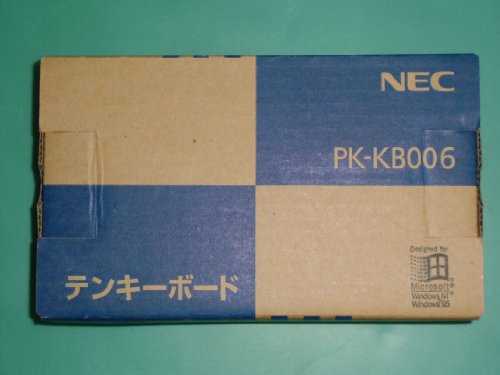 NEC
PK-KB006
テンキーボード
Designed for
Microsoft®
Windows NT®
Windows®95